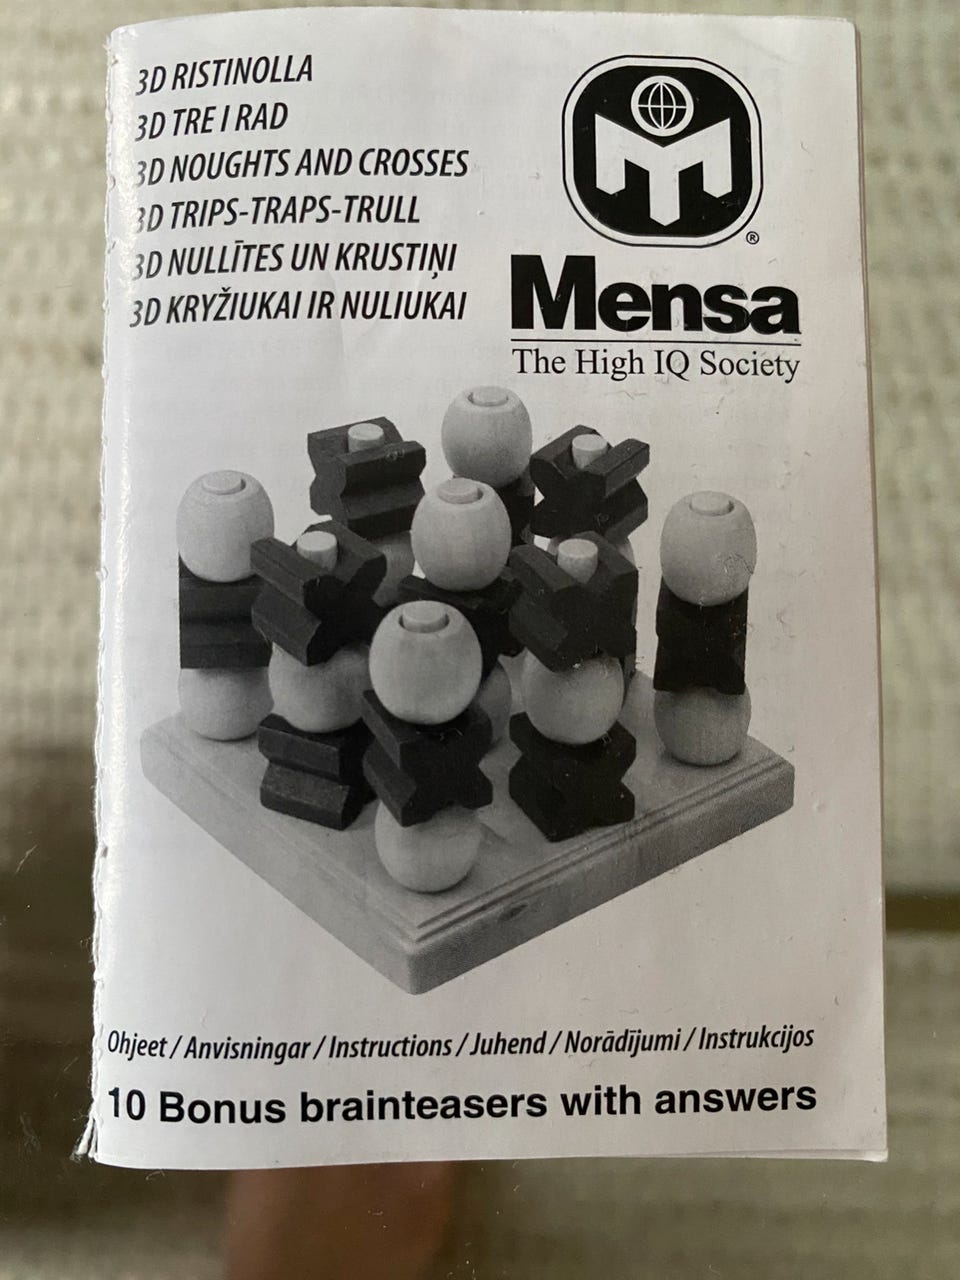 3D RISTINOLLA
3D TRE I RAD
3D NOUGHTS AND CROSSES
3D TRIPS-TRAPS-TRULL
3D NULLĪTES UN KRUSTIŅI
3D KRYŽIUKAI IR NULIUKAI
®
Mensa
The High IQ Society
Ohjeet / Anvisningar / Instructions / Juhend / Norādījumi / Instrukcijos
10 Bonus brainteasers with answers